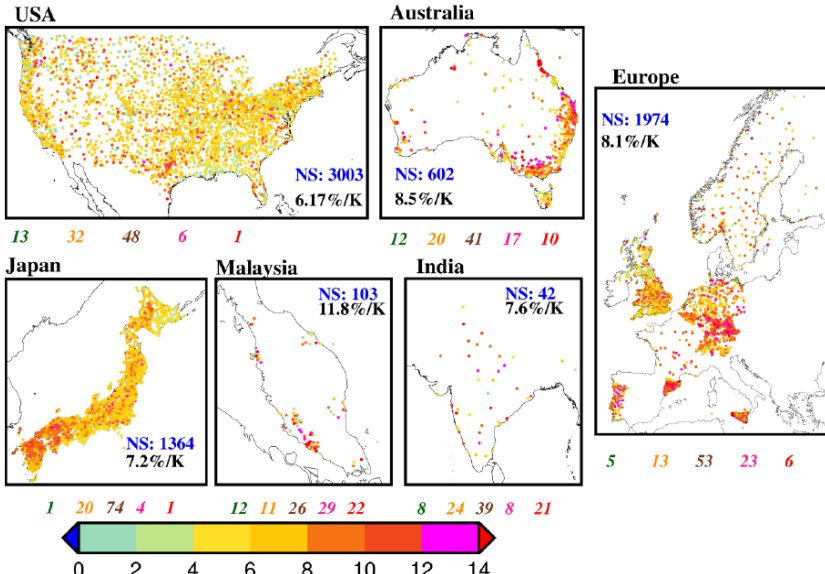 USA
Australia
Europe
NS: 3003
6.17%/K
NS: 602
8.5%/K
NS: 1974
8.1%/K
13 32 48 6 1
12 20 41 17 10
Japan
Malaysia
India
NS: 1364
7.2%/K
NS: 103
11.8%/K
NS: 42
7.6%/K
5 13 53 23 6
1 20 74 4 1
12 11 26 29 22
8 24 39 8 21
0 2 4 6 8 10 12 14